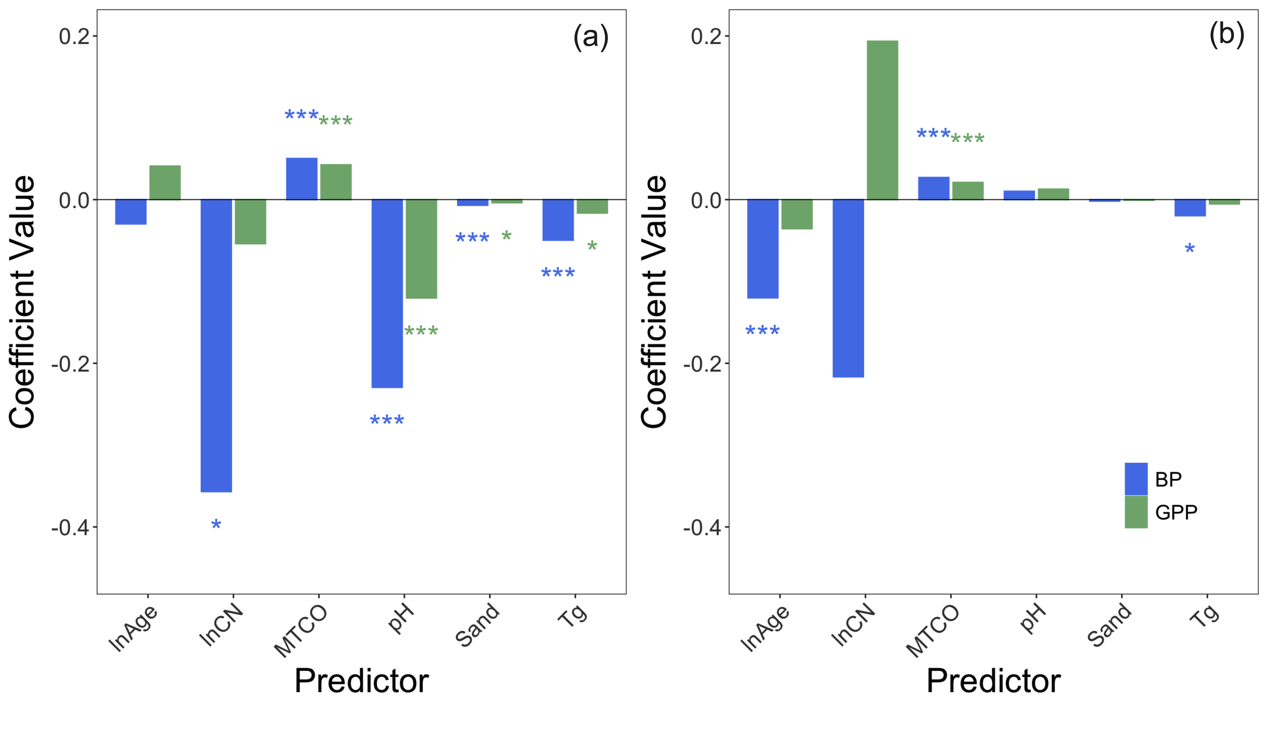 (a)
Coefficient Value
0.2
0.0
-0.2
-0.4
***
***
*
***
***
***
*
***
*
lnAge
lnCN
MTCO
pH
Sand
Tg
Predictor
(b)
Coefficient Value
0.2
0.0
-0.2
-0.4
***
***
***
*
BP
GPP
lnAge
lnCN
MTCO
pH
Sand
Tg
Predictor